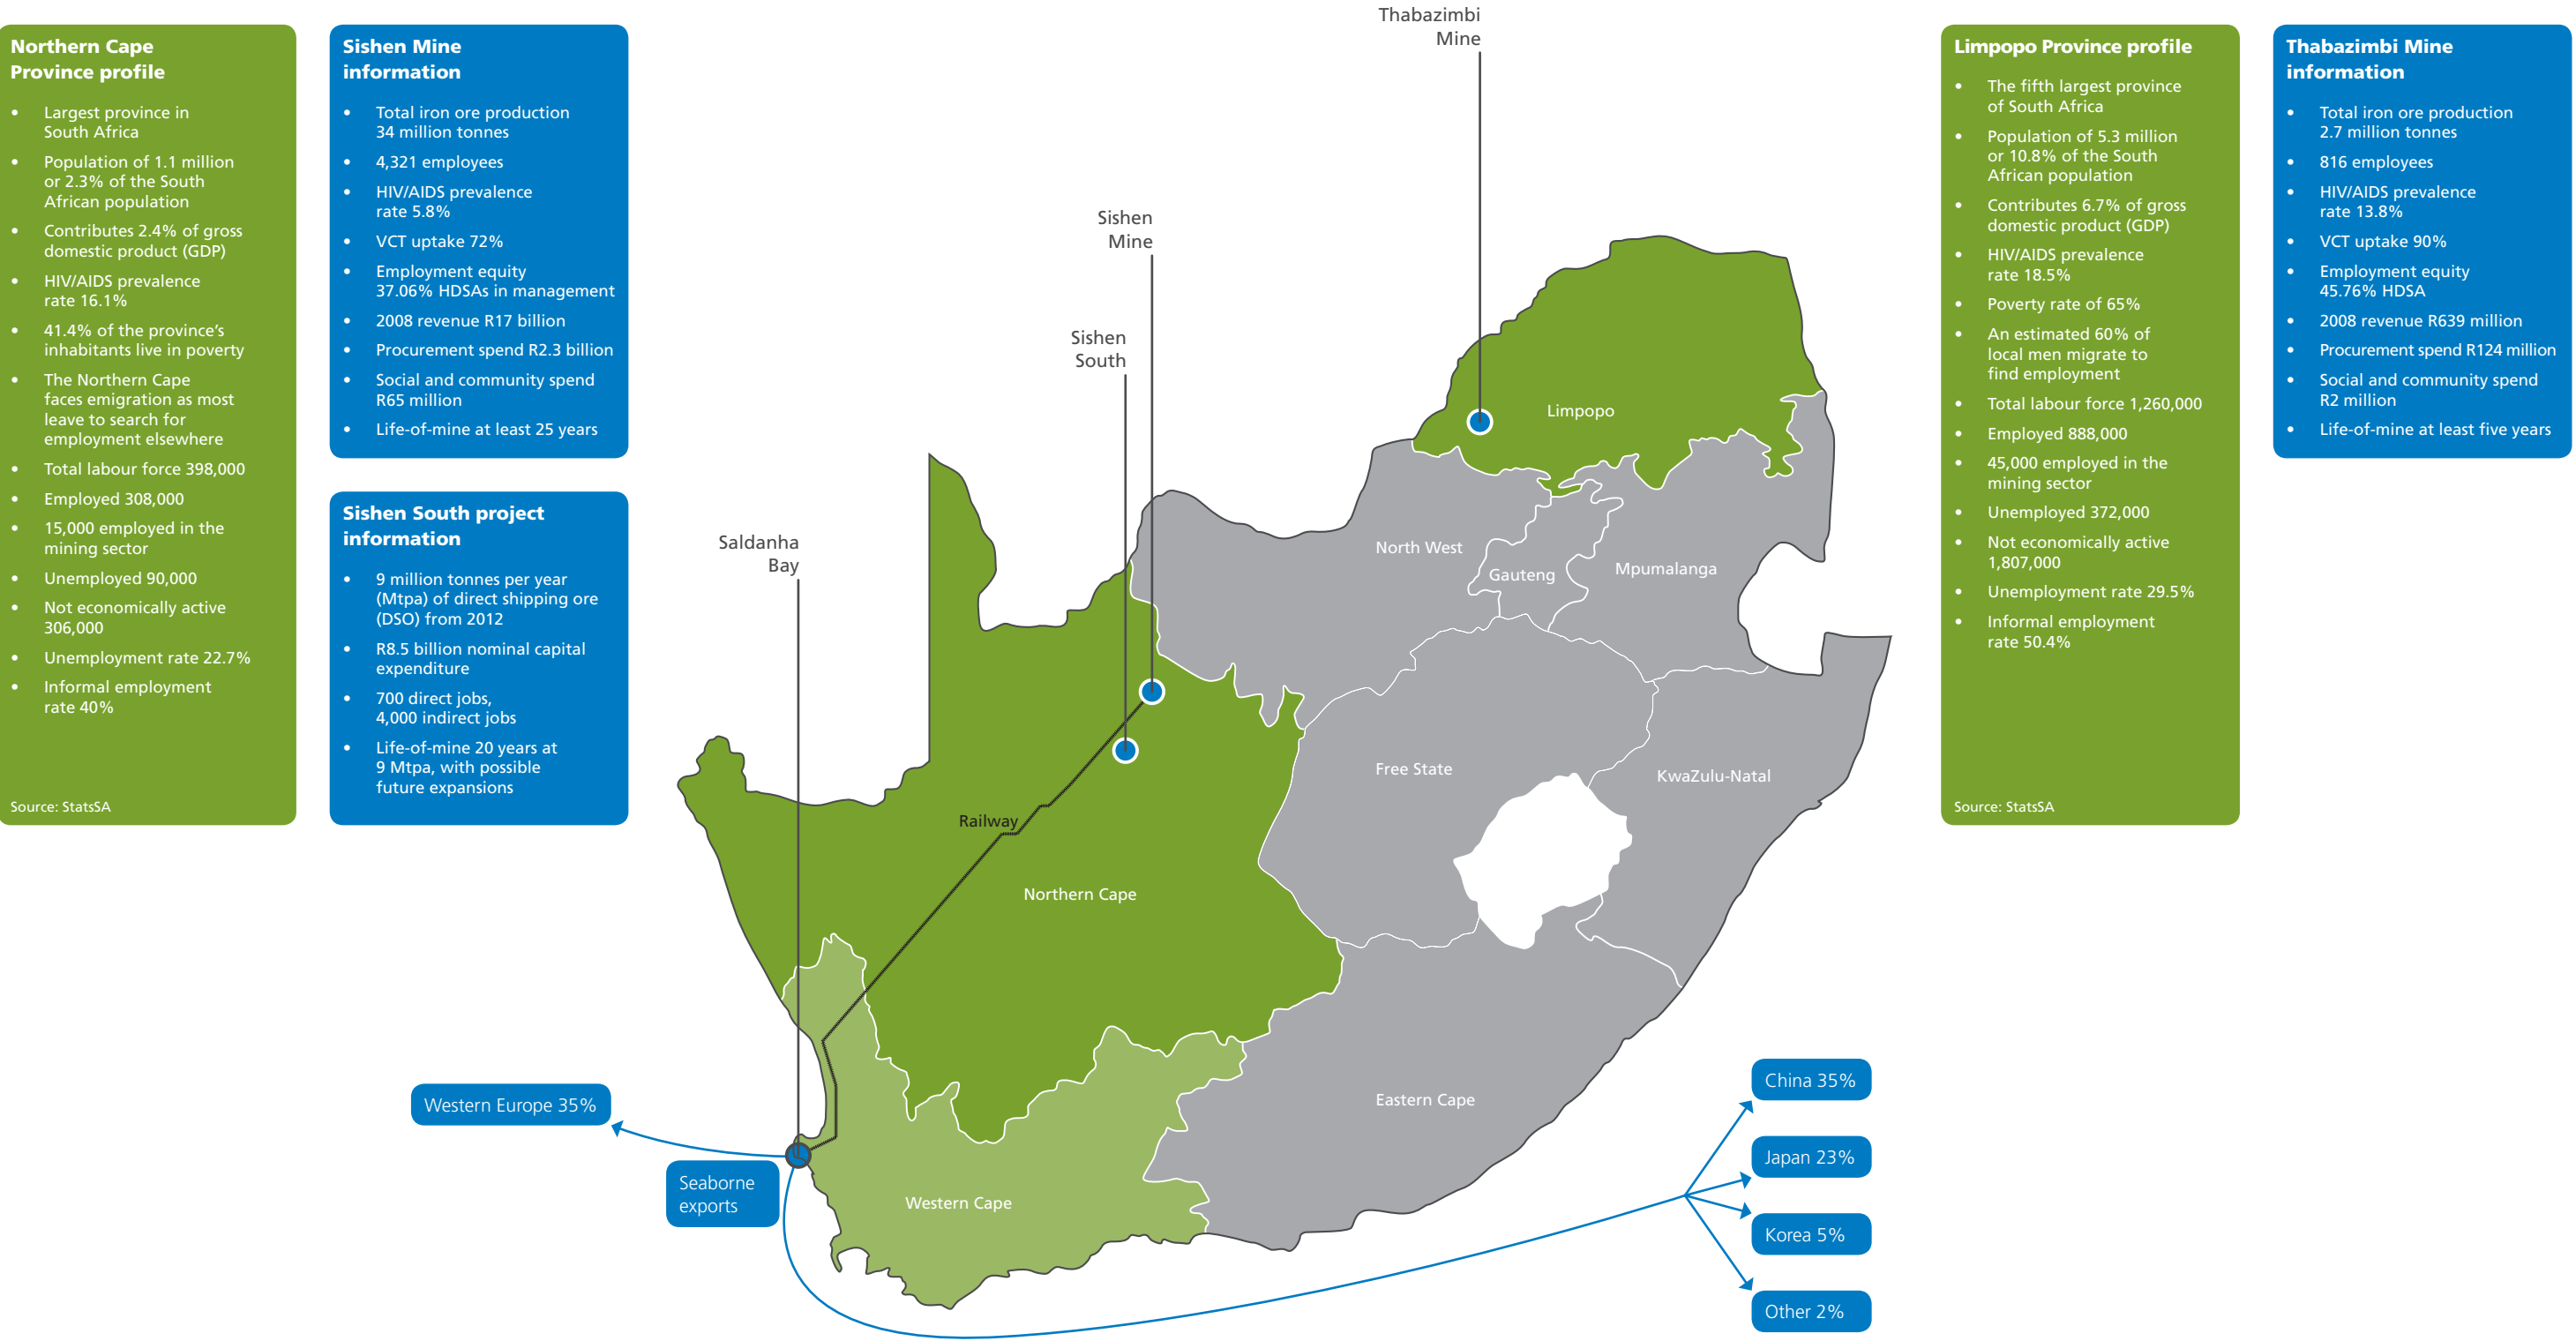 Northern Cape
Province profile
• Largest province in
South Africa
• Population of 1.1 million
or 2.3% of the South
African population
• Contributes 2.4% of gross
domestic product (GDP)
• HIV/AIDS prevalence
rate 16.1%
• 41.4% of the province’s
inhabitants live in poverty
• The Northern Cape
faces emigration as most
leave to search for
employment elsewhere
• Total labour force 398,000
• Employed 308,000
• 15,000 employed in the
mining sector
• Unemployed 90,000
• Not economically active
306,000
• Unemployment rate 22.7%
• Informal employment
rate 40%
Source: StatsSA
Sishen Mine
information
• Total iron ore production
34 million tonnes
• 4,321 employees
• HIV/AIDS prevalence
rate 5.8%
• VCT uptake 72%
• Employment equity
37.06% HDSAs in management
• 2008 revenue R17 billion
• Procurement spend R2.3 billion
• Social and community spend
R65 million
• Life-of-mine at least 25 years
Sishen South project
information
• 9 million tonnes per year
(Mtpa) of direct shipping ore
(DSO) from 2012
• R8.5 billion nominal capital
expenditure
• 700 direct jobs,
4,000 indirect jobs
• Life-of-mine 20 years at
9 Mtpa, with possible
future expansions
Thabazimbi
Mine
Sishen
Mine
Sishen
South
Saldanha
Bay
Limpopo
North West
Gauteng
Mpumalanga
Free State
KwaZulu-Natal
Railway
Northern Cape
Eastern Cape
Western Cape
Western Europe 35%
Seaborne
exports
China 35%
Japan 23%
Korea 5%
Other 2%
Limpopo Province profile
• The fifth largest province
of South Africa
• Population of 5.3 million
or 10.8% of the South
African population
• Contributes 6.7% of gross
domestic product (GDP)
• HIV/AIDS prevalence
rate 18.5%
• Poverty rate of 65%
• An estimated 60% of
local men migrate to
find employment
• Total labour force 1,260,000
• Employed 888,000
• 45,000 employed in the
mining sector
• Unemployed 372,000
• Not economically active
1,807,000
• Unemployment rate 29.5%
• Informal employment
rate 50.4%
Source: StatsSA
Thabazimbi Mine
information
• Total iron ore production
2.7 million tonnes
• 816 employees
• HIV/AIDS prevalence
rate 13.8%
• VCT uptake 90%
• Employment equity
45.76% HDSA
• 2008 revenue R639 million
• Procurement spend R124 million
• Social and community spend
R2 million
• Life-of-mine at least five years